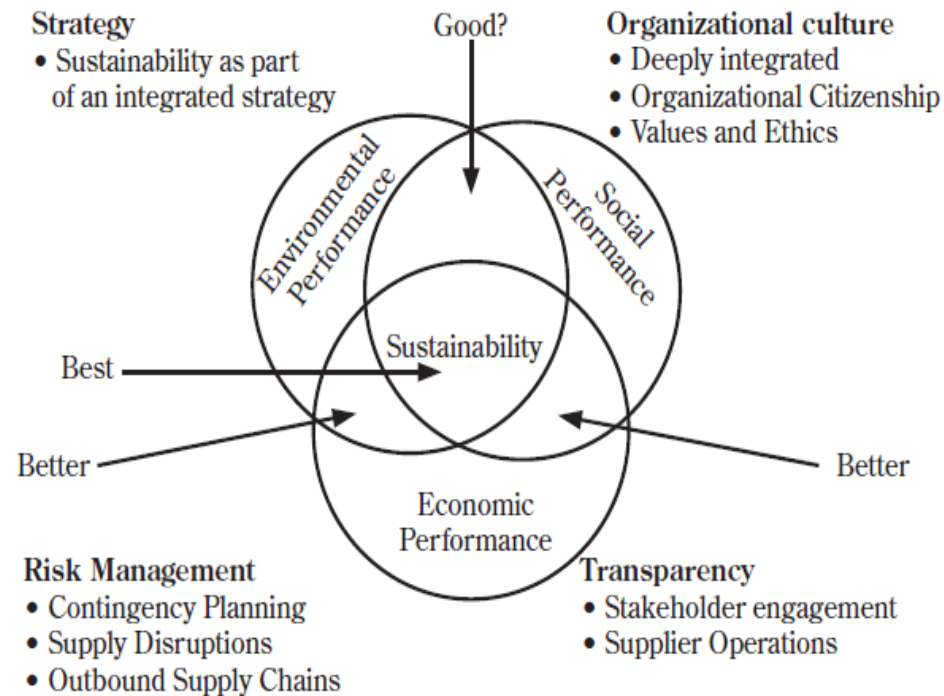 Strategy
• Sustainability as part
of an integrated strategy
Good?
Organizational culture
• Deeply integrated
• Organizational Citizenship
• Values and Ethics
Environmental
Performance
Social
Performance
Sustainability
Best
Better
Better
Economic
Performance
Risk Management
• Contingency Planning
• Supply Disruptions
• Outbound Supply Chains
Transparency
• Stakeholder engagement
• Supplier Operations